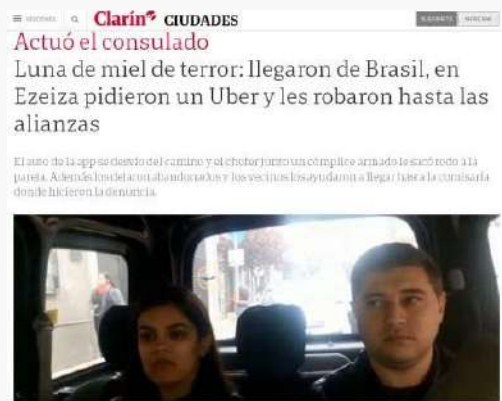 Clarín CIUDADES
Actuó el consulado
Luna de miel de terror: llegaron de Brasil, en
Ezeiza pidieron un Uber y les robaron hasta las
alianzas
El auto de la app se desvío del camino y el chofer junto un cómplice armado le sacó todo a la
pareja. Además los dejaron abandonados y los vecinos los ayudaron a llegar hasta la comisaría
donde hicieron la denuncia.